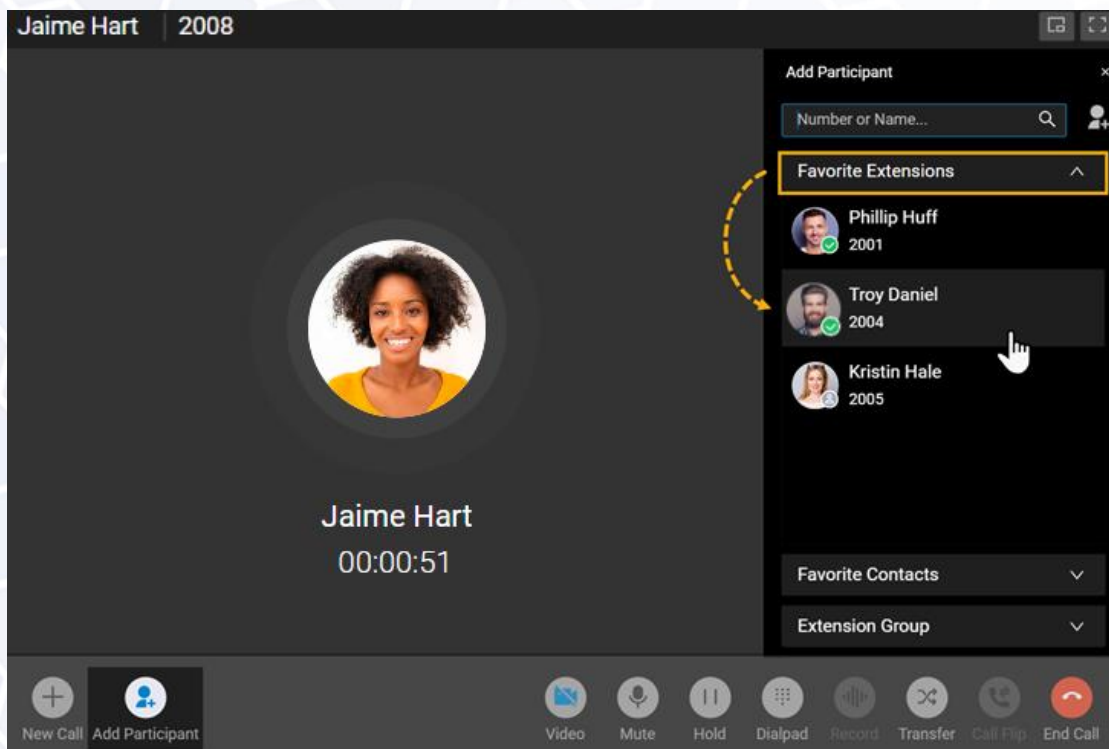 Jaime Hart 2008
Add Participant
Number or Name...
Favorite Extensions
Phillip Huff
2001
Troy Daniel
2004
Kristin Hale
2005
Jaime Hart
00:00:51
Favorite Contacts
Extension Group
New Call Add Participant Video Mute Hold Dialpad Record Transfer Call Flip End Call